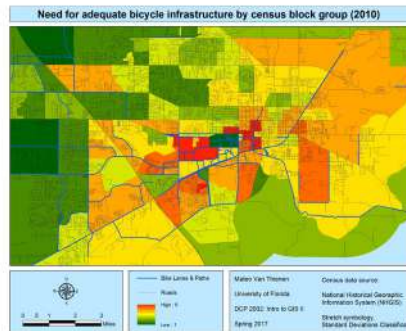 Need for adequate bicycle infrastructure by census block group (2010)
Bike Lanes & Paths
Roads
High : 8
Low : 1
Miles
Mateo Van Thienen
University of Florida
DCP 2002: Intro to GIS II
Spring 2017
Census data source:
National Historical Geographic
Information System (NHGIS)
Stretch symbology,
Standard Deviations Classific